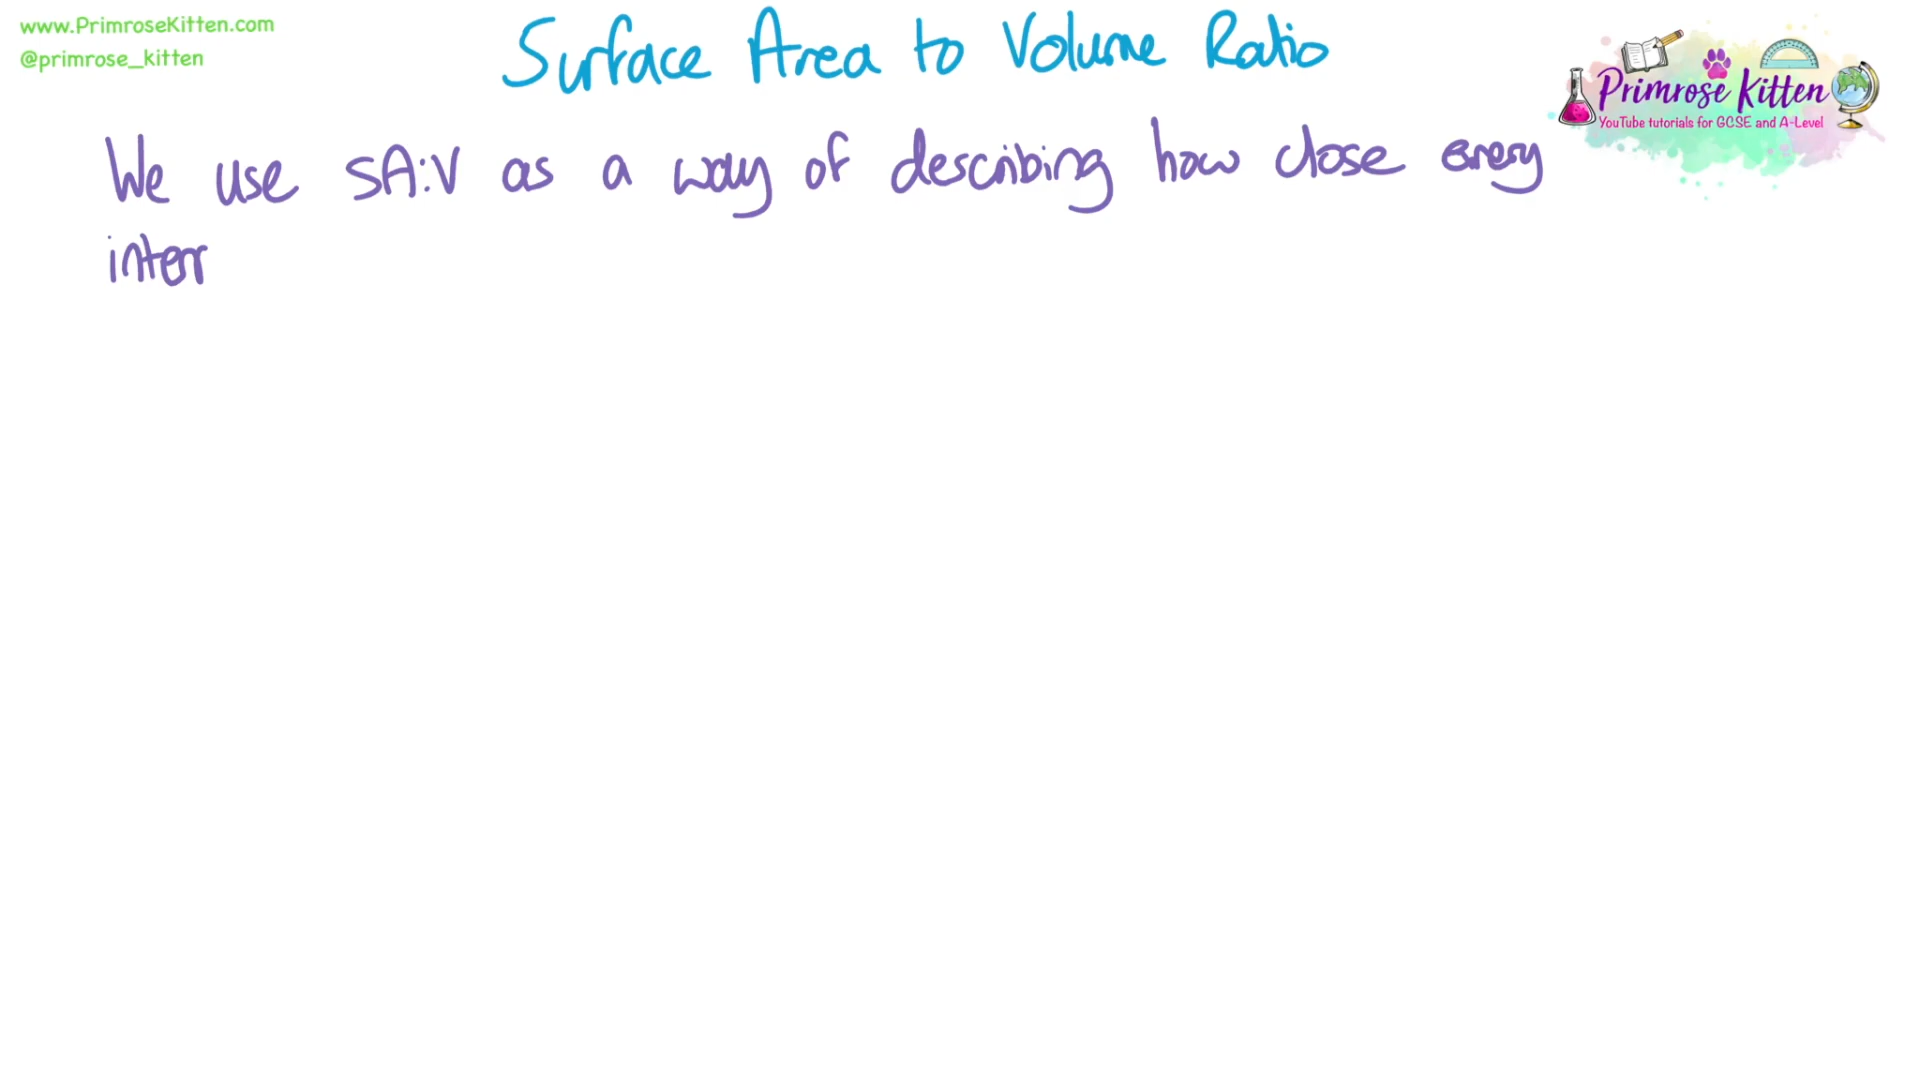 www.PrimroseKitten.com
@primrose_kitten
Surface Area to Volume Ratio
Primrose Kitten
YouTube tutorials for GCSE and A-Level
We use SA:V as a way of describing how close every
intern